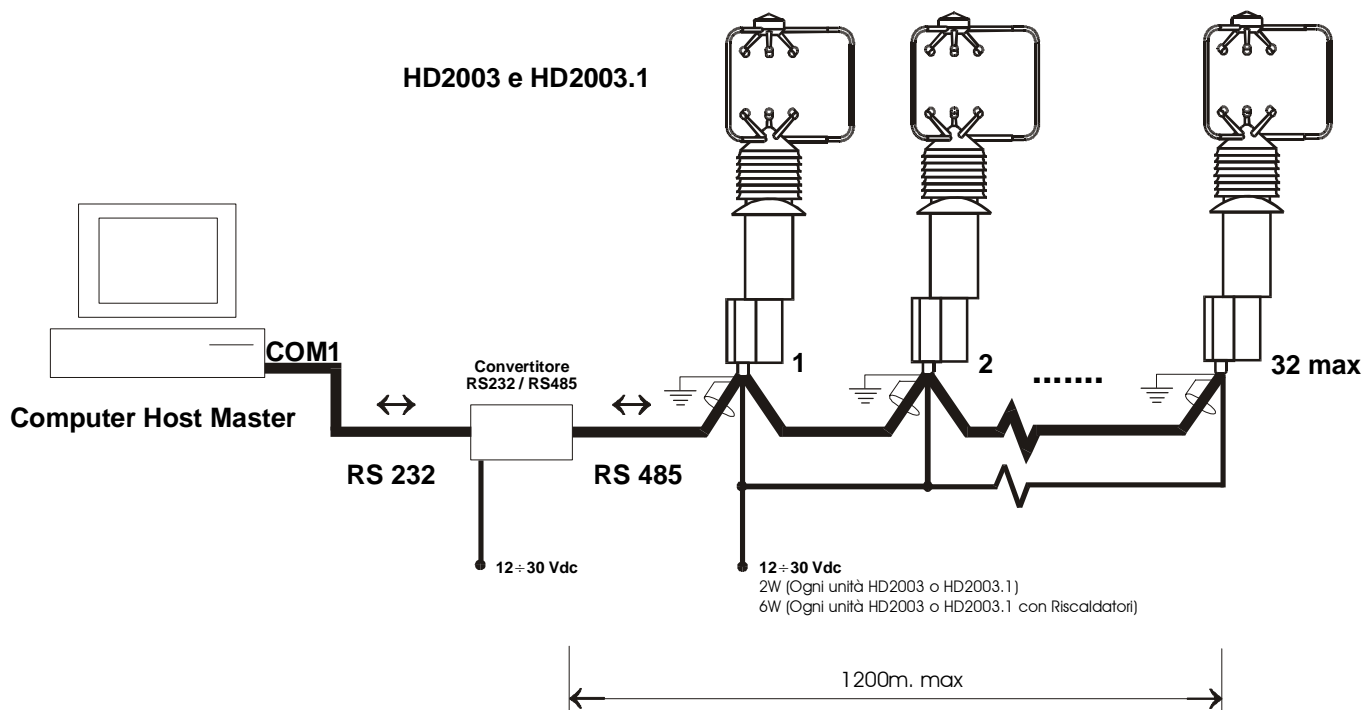 HD2003 e HD2003.1
COM1
Computer Host Master
Convertitore
RS232 / RS485
RS 232
RS 485
1
2
.......
32 max
12÷30 Vdc
12÷30 Vdc
2W (Ogni unità HD2003 o HD2003.1)
6W (Ogni unità HD2003 o HD2003.1 con Riscaldatori)
1200m. max